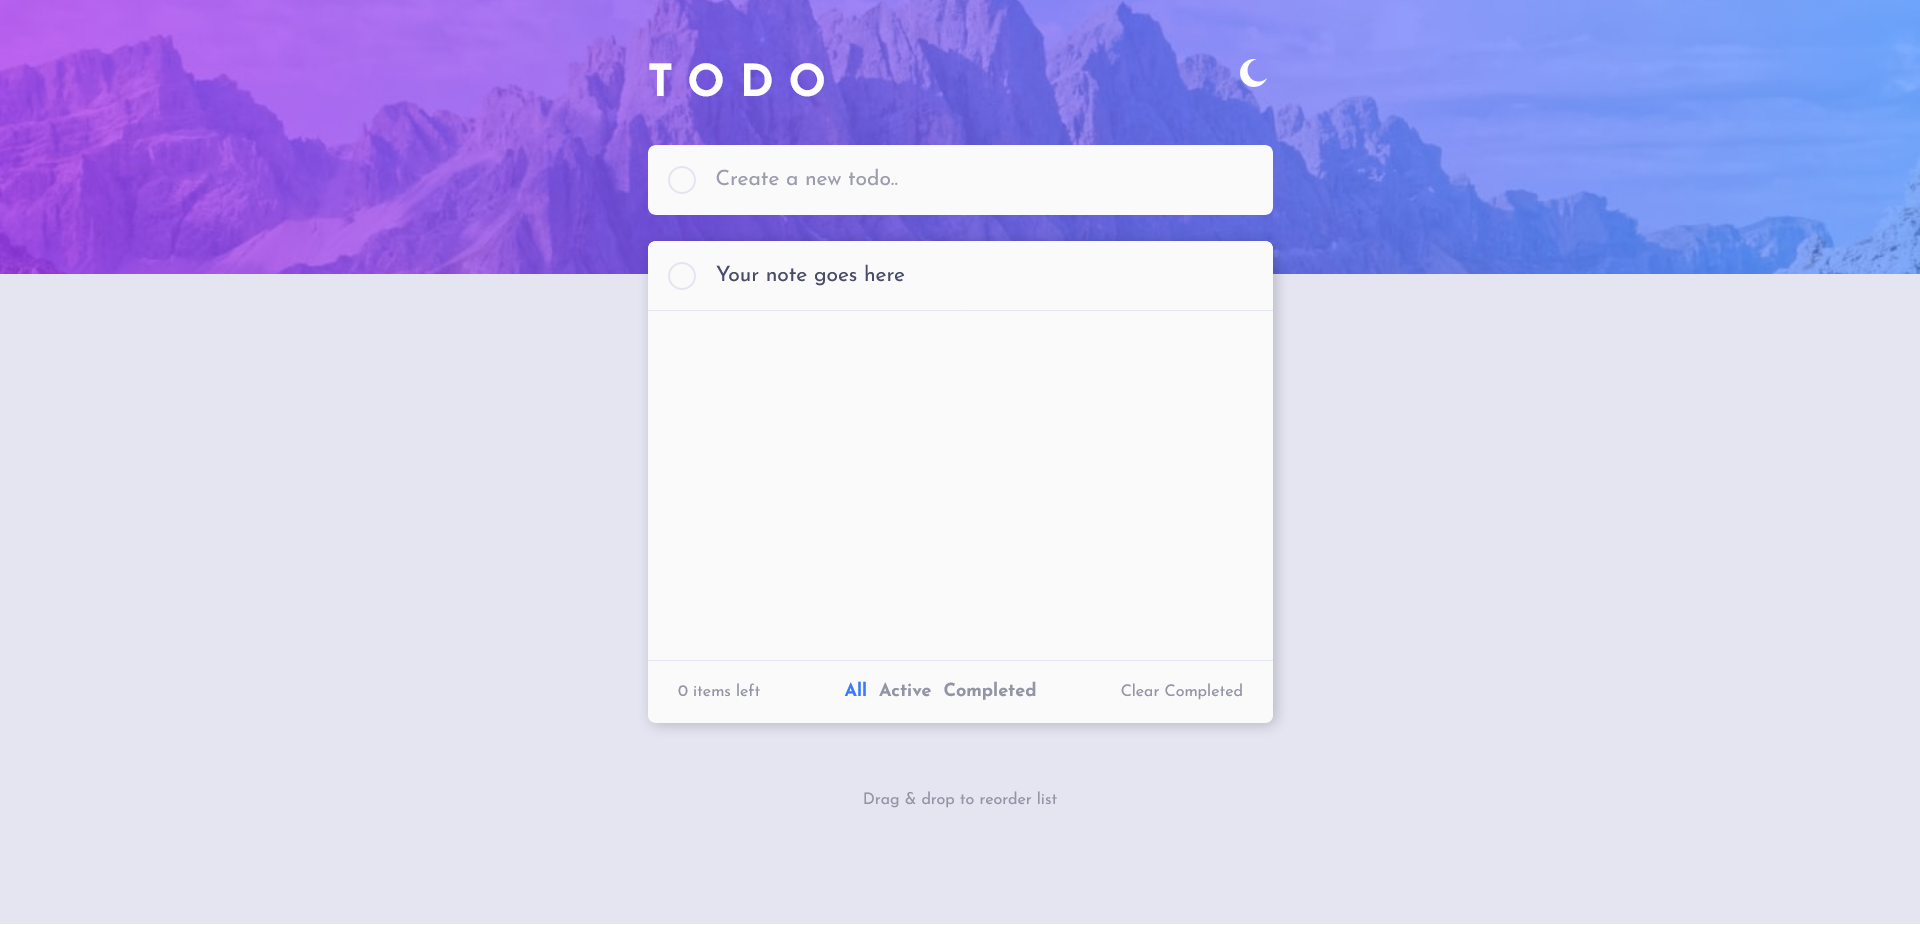 TODO
Create a new todo..
Your note goes here
0 items left All Active Completed Clear Completed
Drag & drop to reorder list